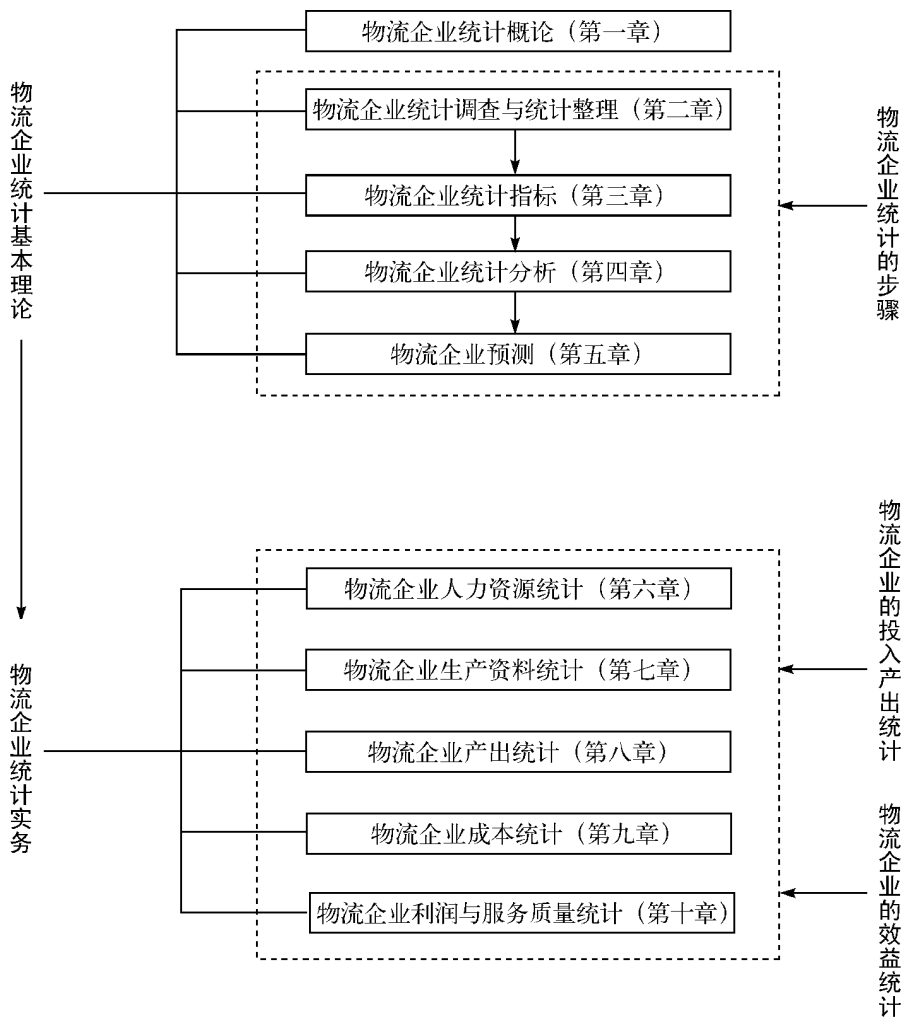 物流企业统计基本理论
物流企业统计概论（第一章）
物流企业统计调查与统计整理（第二章）
物流企业统计指标（第三章）
物流企业统计分析（第四章）
物流企业预测（第五章）
物流企业统计的步骤
物流企业统计实务
物流企业人力资源统计（第六章）
物流企业生产资料统计（第七章）
物流企业产出统计（第八章）
物流企业成本统计（第九章）
物流企业利润与服务质量统计（第十章）
物流企业的投入产出统计
物流企业的效益统计